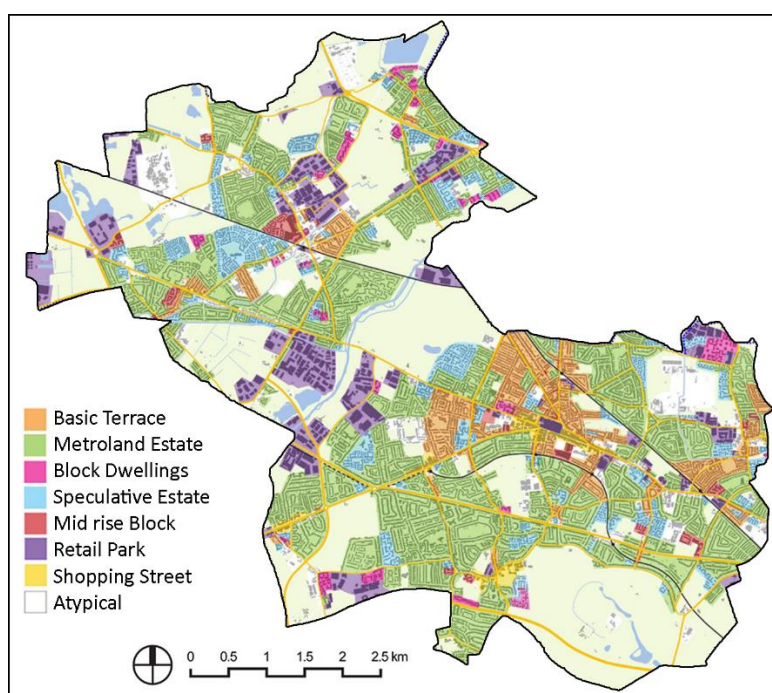 Basic Terrace
Metroland Estate
Block Dwellings
Speculative Estate
Mid rise Block
Retail Park
Shopping Street
Atypical
0 0.5 1 1.5 2 2.5 km